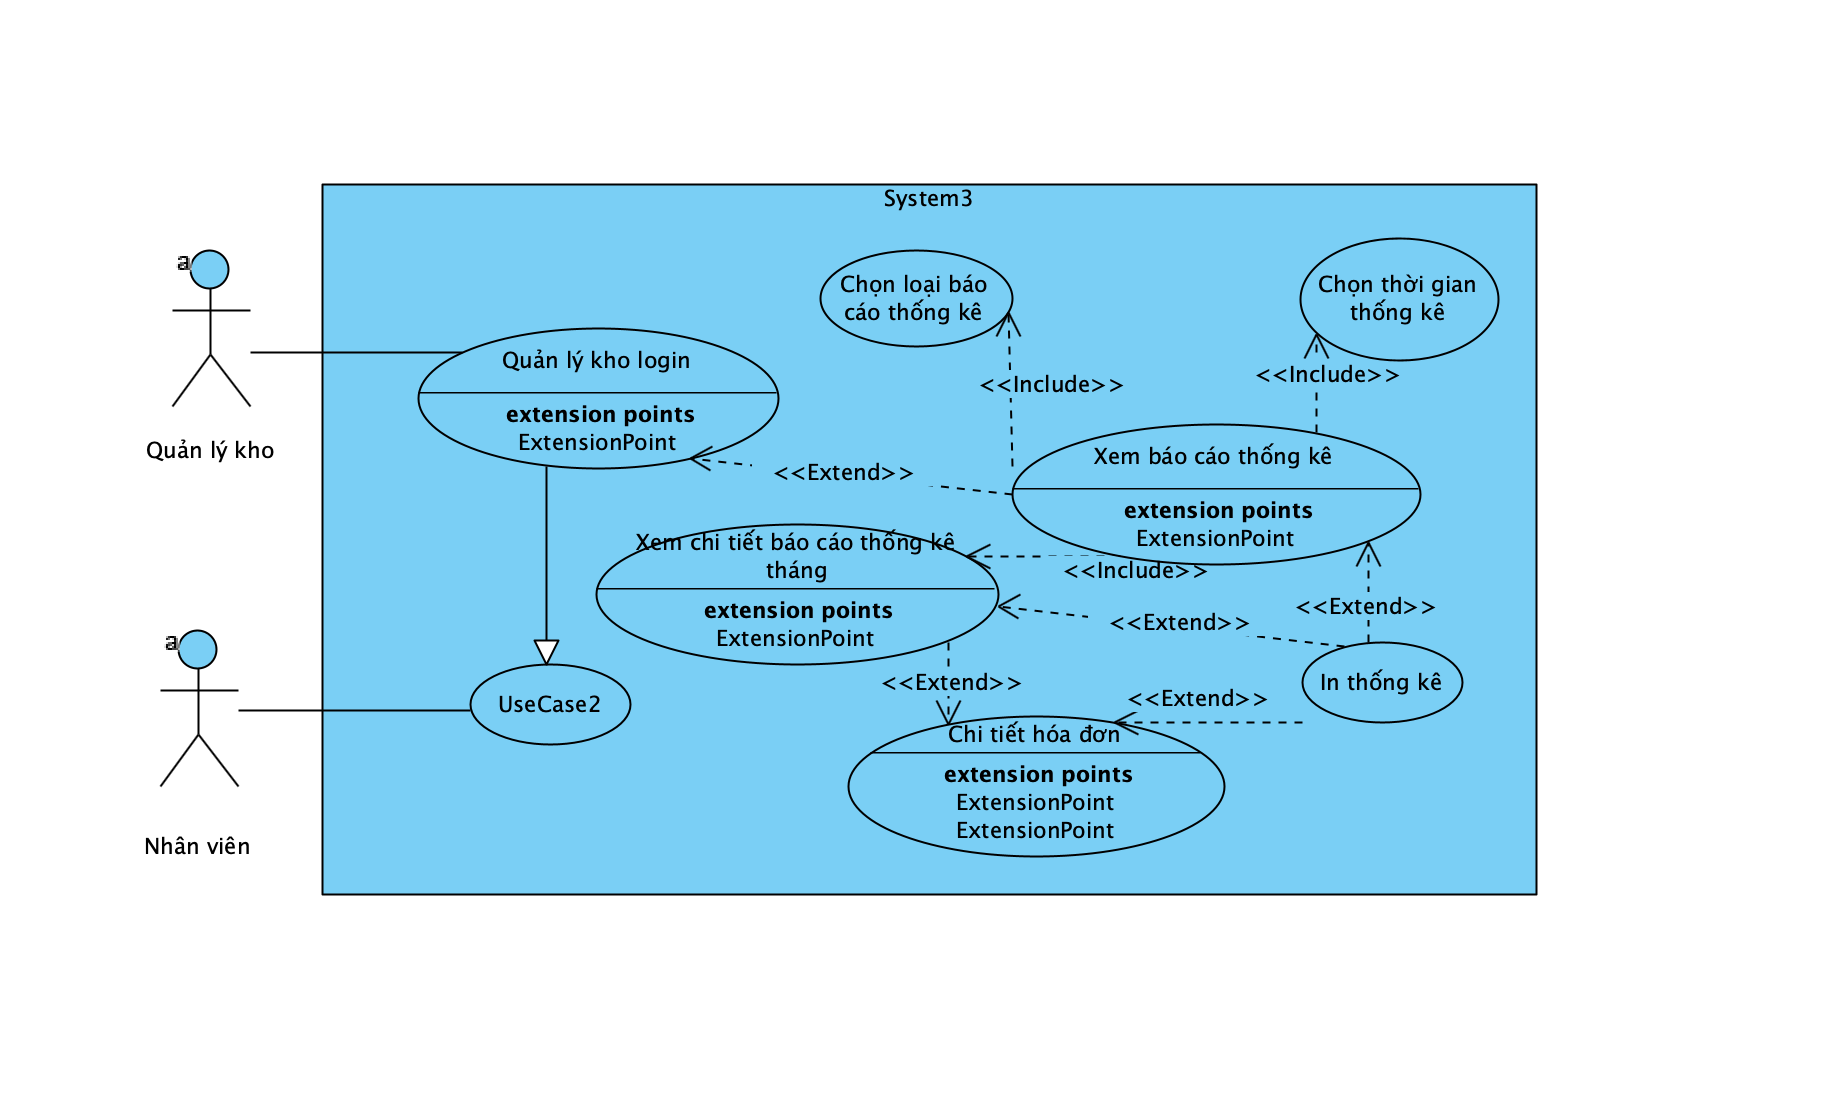 System3
a
Chọn loại báo
cáo thống kê
Chọn thời gian
thống kê
Quản lý kho login
extension points
ExtensionPoint
<<Include>>
<<Include>>
Quản lý kho
<<Extend>>
Xem báo cáo thống kê
extension points
ExtensionPoint
Xem chi tiết báo cáo thống kê
tháng
extension points
ExtensionPoint
<<Include>>
<<Extend>>
<<Extend>>
a
UseCase2
<<Extend>>
<<Extend>>
In thống kê
Chi tiết hóa đơn
extension points
ExtensionPoint
ExtensionPoint
Nhân viên